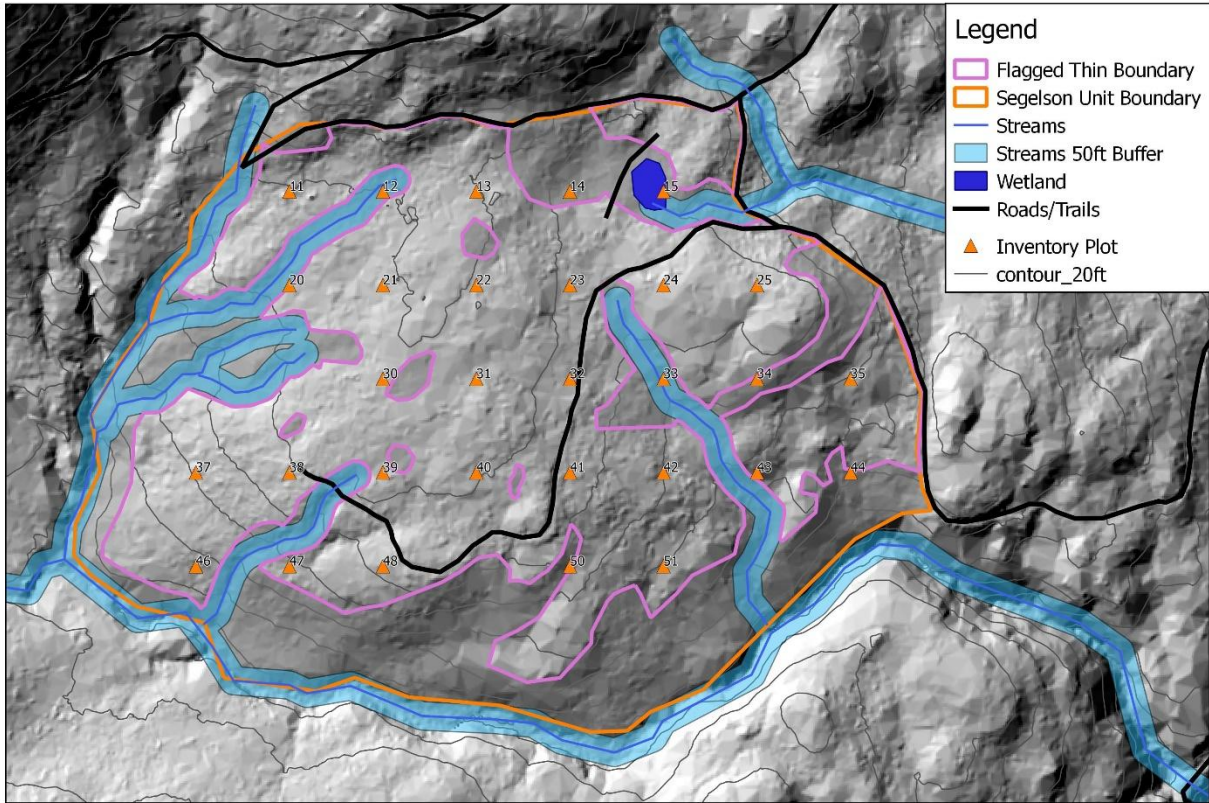 Legend
Flagged Thin Boundary
Segelson Unit Boundary
Streams
Streams 50ft Buffer
Wetland
Roads/Trails
Inventory Plot
contour_20ft
11 12 13 14 15
20 21 22 23 24 25
30 31 32 33 34 35
37 38 39 40 41 42 43 44
46 47 48 50 51